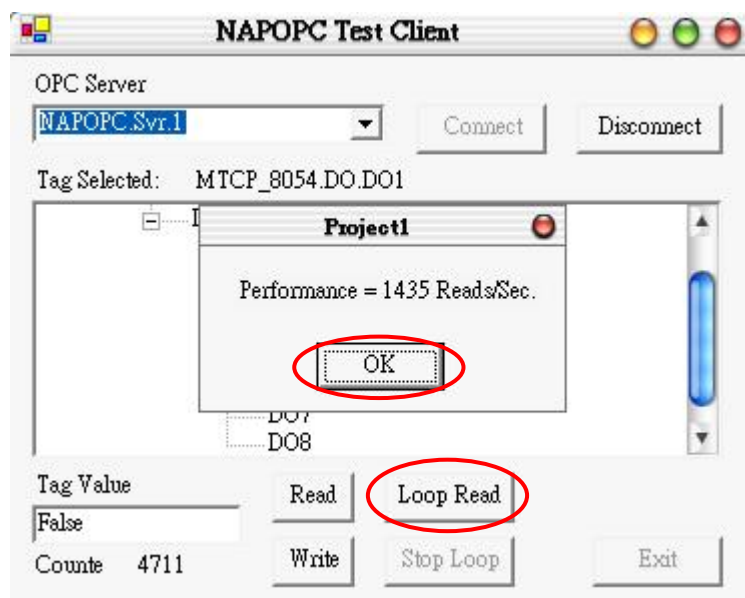 NAPOPC Test Client
OPC Server
NAPOPC.Svr.1
Connect
Disconnect
Tag Selected: MTCP_8054.DO.DO1
Project1
Performance = 1435 Reads/Sec.
OK
DO7
DO8
Tag Value
Read
Loop Read
False
Counte 4711
Write
Stop Loop
Exit